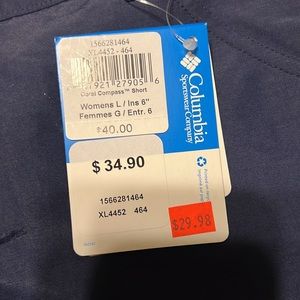 1566281464
XL4452 - 464
921 27905 6
Coral Compass™ Short
Womens L / Ins 6"
Femmes G / Entr. 6
$40.00
$ 34.90
1566281464
XL4452 464
$29.98
Columbia
Sportswear Company